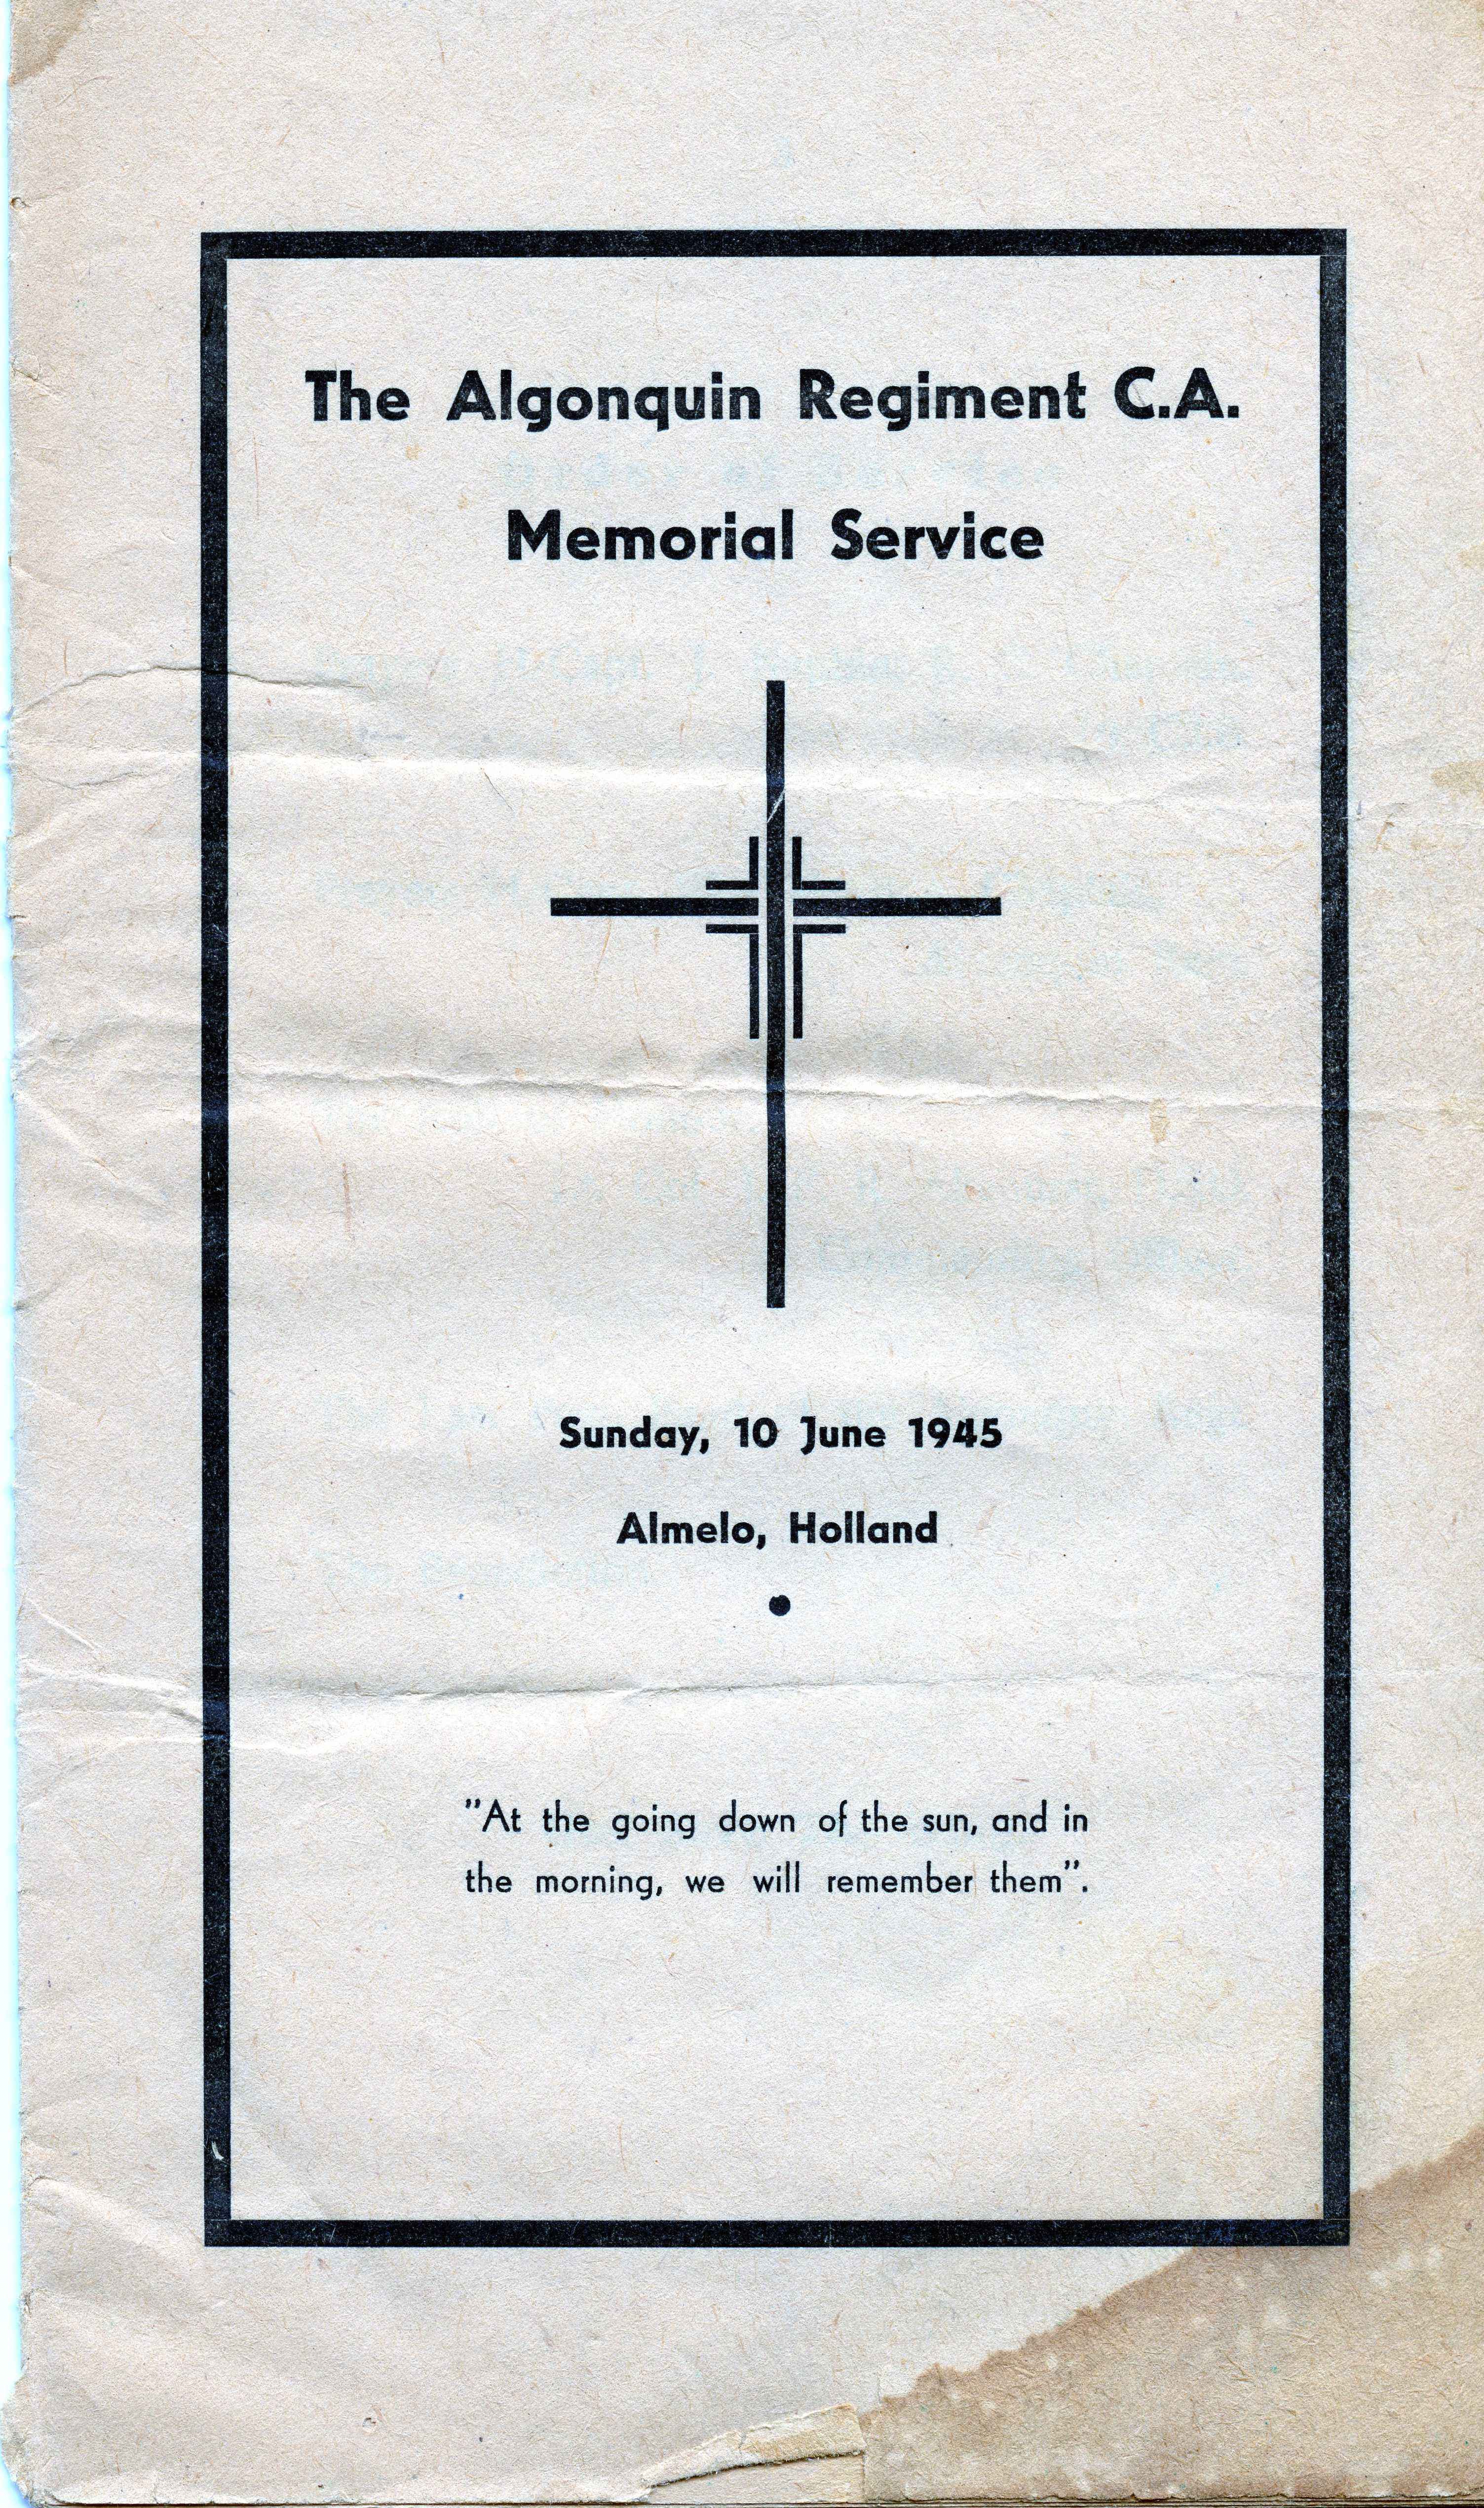 The Algonquin Regiment C.A.
Memorial Service
Sunday, 10 June 1945
Almelo, Holland
"At the going down of the sun, and in
the morning, we will remember them".